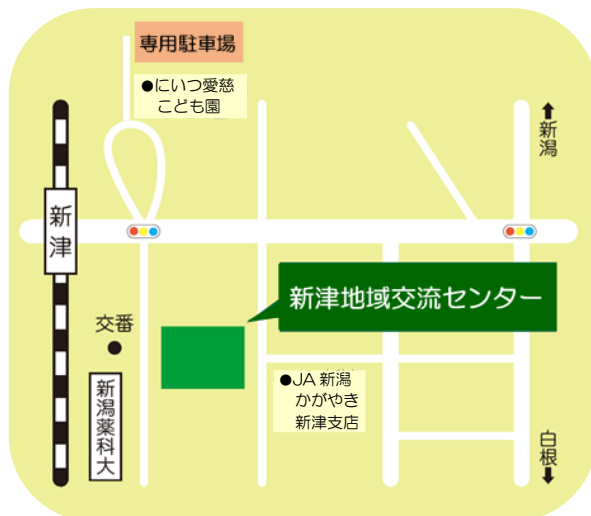 専用駐車場
●にいつ愛慈
こども園
新潟
新津
新津地域交流センター
交番
新潟薬科大
●JA 新潟
かがやき
新津支店
白根